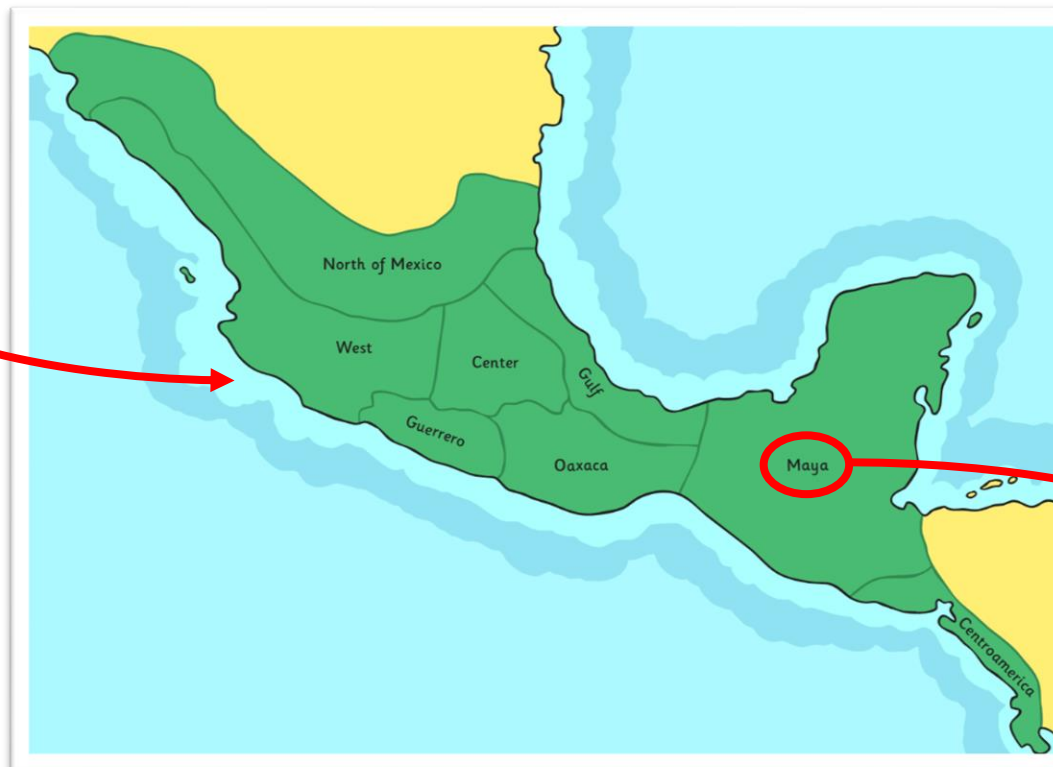 North of Mexico
West
Center
Gulf
Guerrero
Oaxaca
Maya
Centroamerica